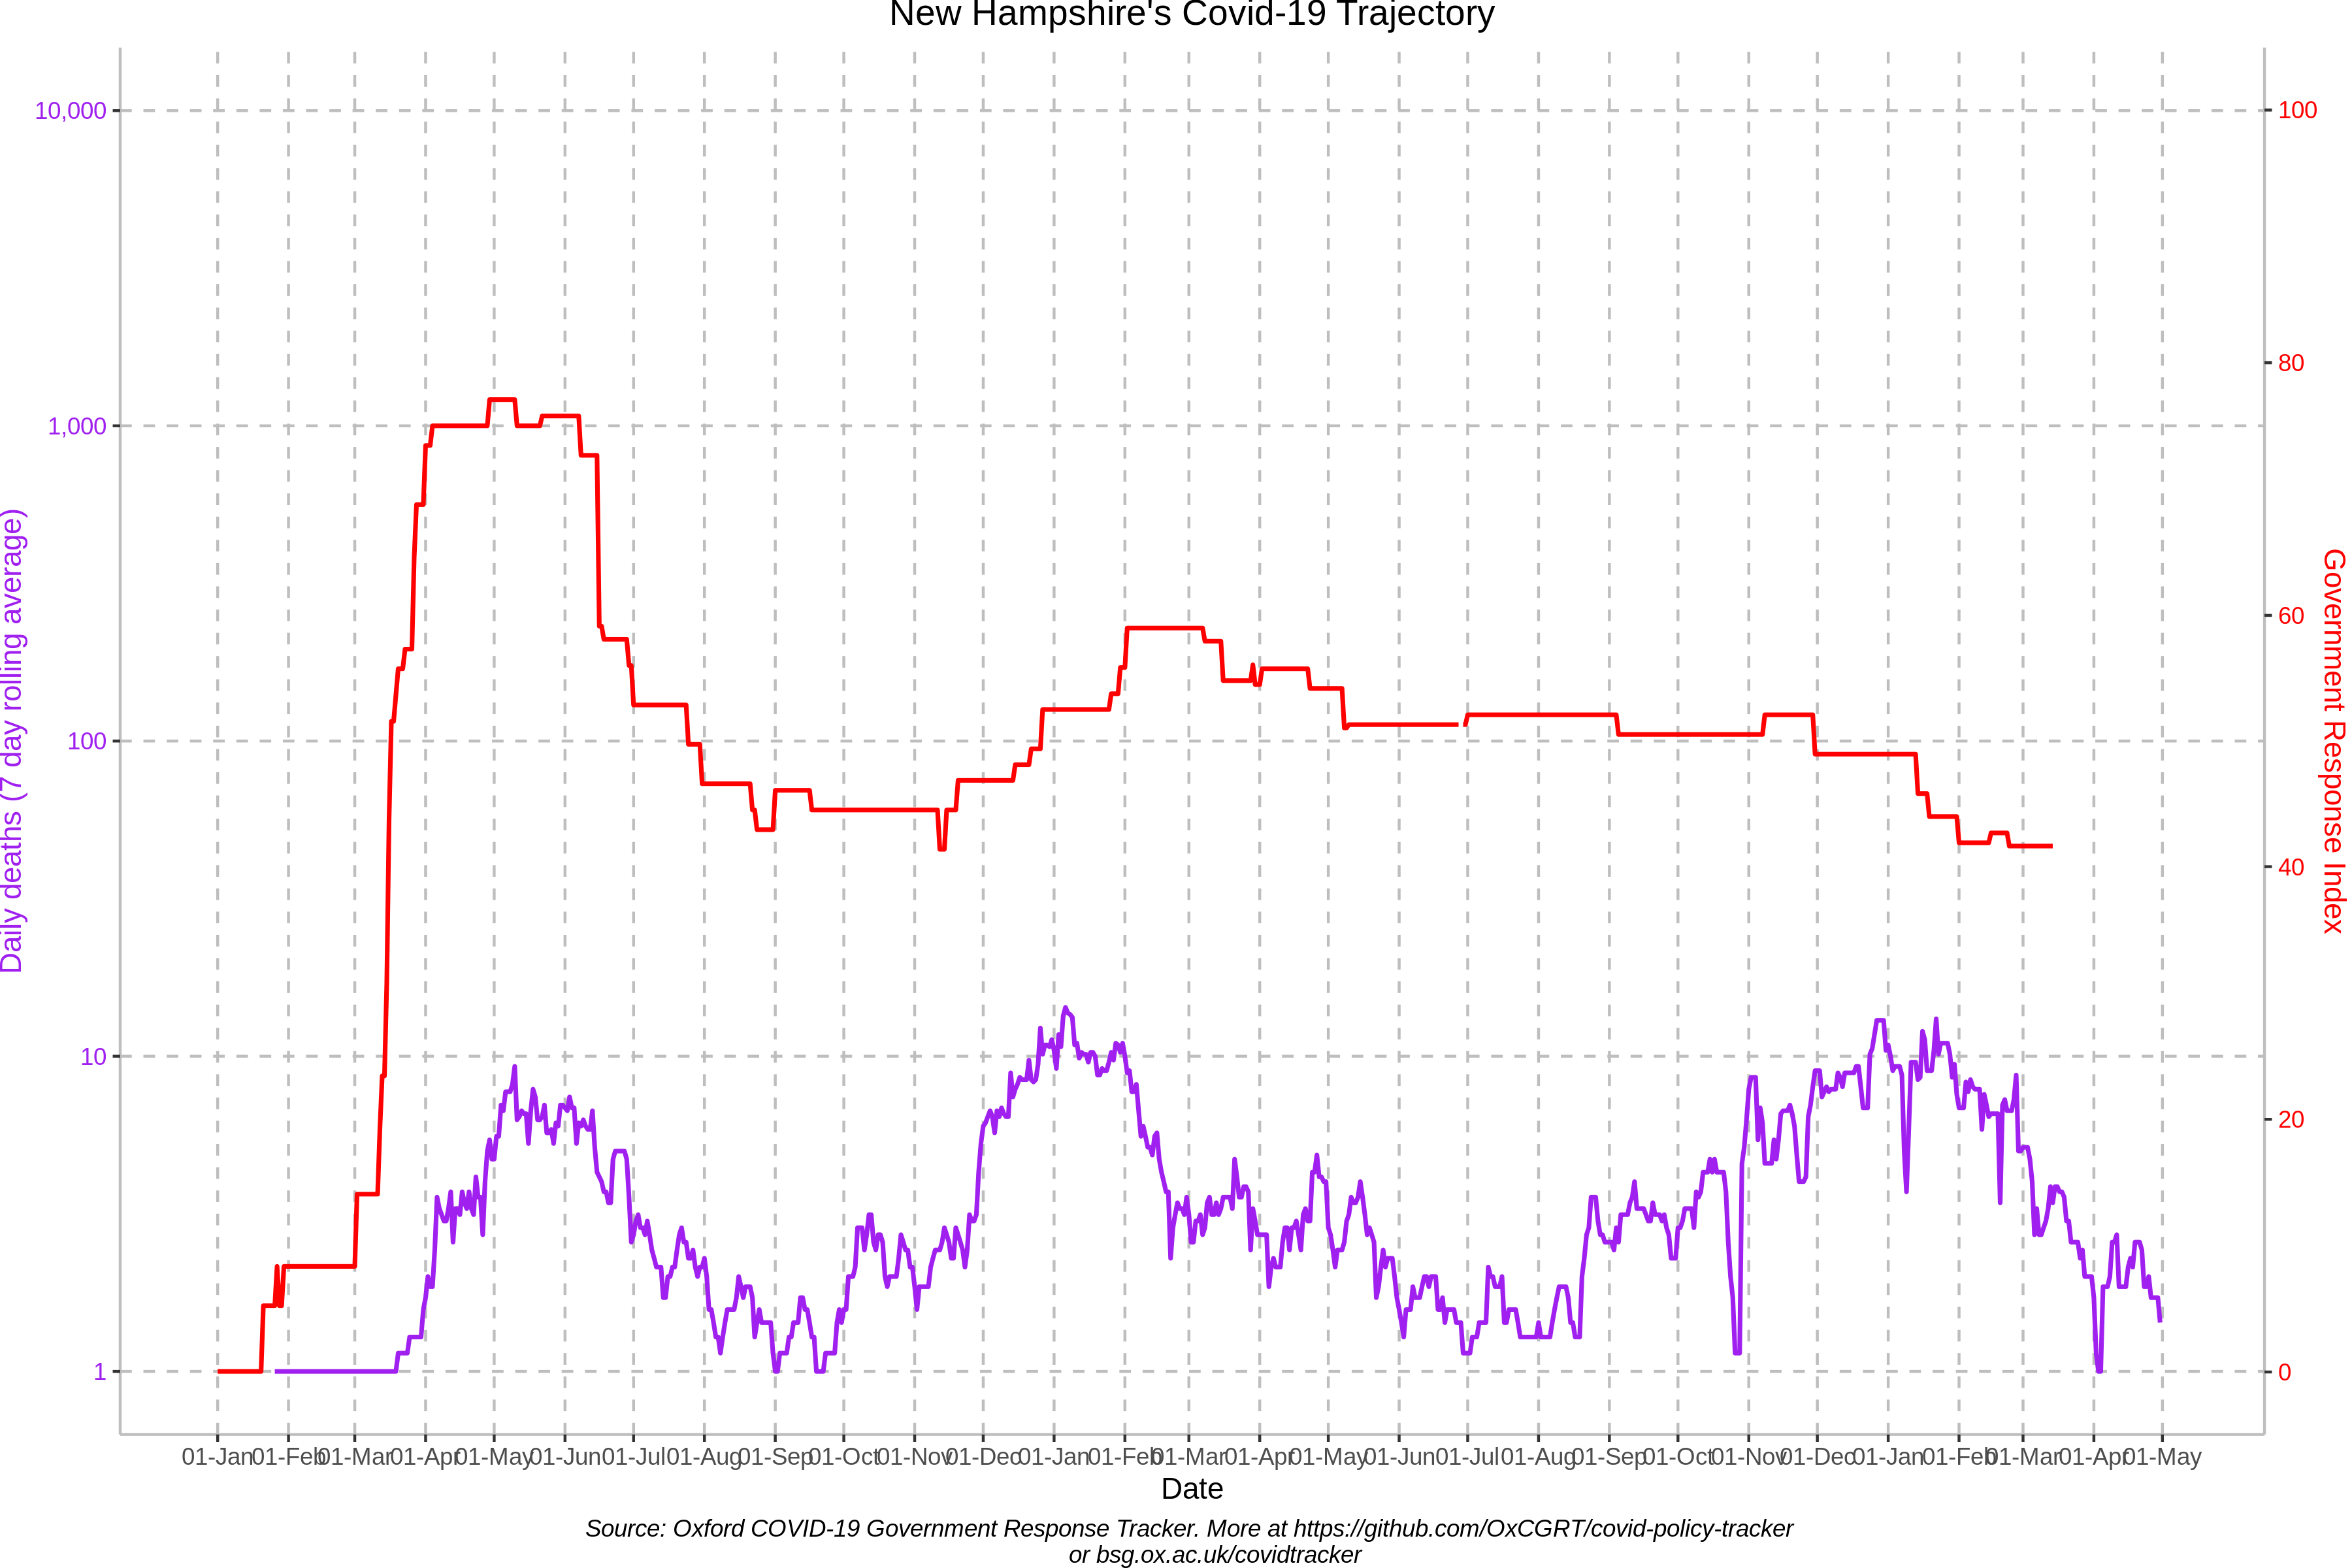 New Hampshire's Covid-19 Trajectory
10,000
1,000
100
10
1
Daily deaths (7 day rolling average)
100
80
60
40
20
0
Government Response Index
01-Jan 01-Feb 01-Mar 01-Apr 01-May 01-Jun 01-Jul 01-Aug 01-Sep 01-Oct 01-Nov 01-Dec 01-Jan 01-Feb 01-Mar 01-Apr 01-May 01-Jun 01-Jul 01-Aug 01-Sep 01-Oct 01-Nov 01-Dec 01-Jan 01-Feb 01-Mar 01-Apr 01-May
Date
Source: Oxford COVID-19 Government Response Tracker. More at https://github.com/OxCGRT/covid-policy-tracker
or bsg.ox.ac.uk/covidtracker